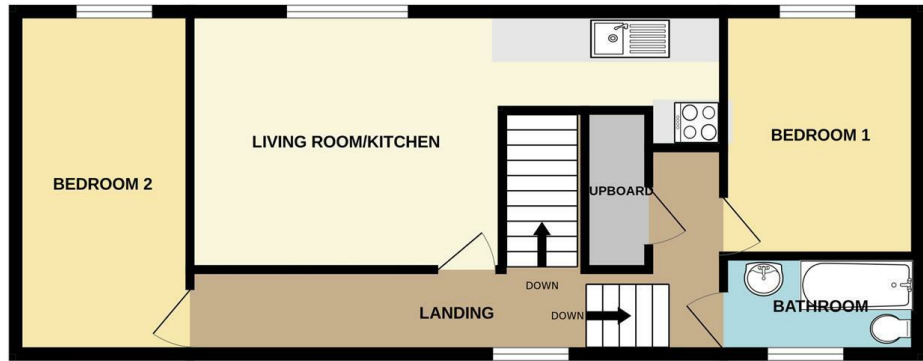 LIVING ROOM/KITCHEN
BEDROOM 1
BEDROOM 2
UPBOARD
DOWN
LANDING
DOWN
BATHROOM